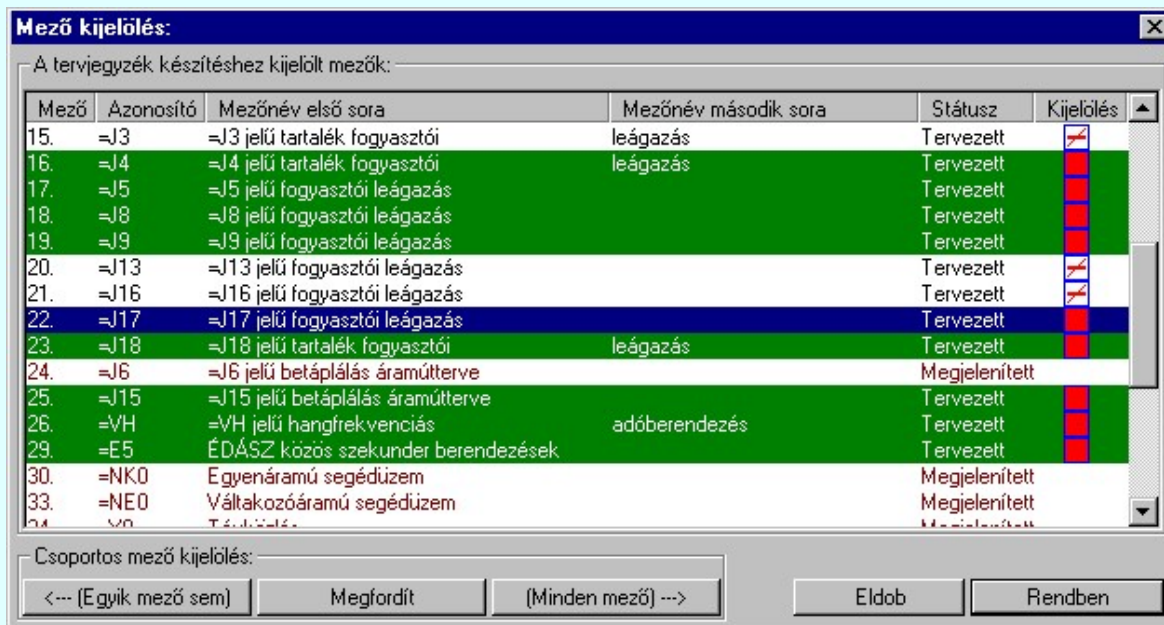 Mező kijelölés:
A tervjegyzék készítéshez kijelölt mezők:
Mező Azonosító Mezőnév első sora Mezőnév második sora Státusz Kijelölés
15. =J3 =J3 jelű tartalék fogyasztói leágazás Tervezett
16. =J4 =J4 jelű tartalék fogyasztói leágazás Tervezett
17. =J5 =J5 jelű fogyasztói leágazás Tervezett
18. =J8 =J8 jelű fogyasztói leágazás Tervezett
19. =J9 =J9 jelű fogyasztói leágazás Tervezett
20. =J13 =J13 jelű fogyasztói leágazás Tervezett
21. =J16 =J16 jelű fogyasztói leágazás Tervezett
22. =J17 =J17 jelű fogyasztói leágazás Tervezett
23. =J18 =J18 jelű tartalék fogyasztói leágazás Tervezett
24. =J6 =J6 jelű betáplálás áramútterve Megjelenített
25. =J15 =J15 jelű betáplálás áramútterve Tervezett
26. =VH =VH jelű hangfrekvenciás adóberendezés Tervezett
29. =E5 ÉDÁSZ közös szekunder berendezések Tervezett
30. =NK0 Egyenáramú segédüzem Megjelenített
33. =NE0 Váltakozóáramú segédüzem Megjelenített
Csoportos mező kijelölés:
<--- (Egyik mező sem) Megfordít (Minden mező) ---> Eldob Rendben